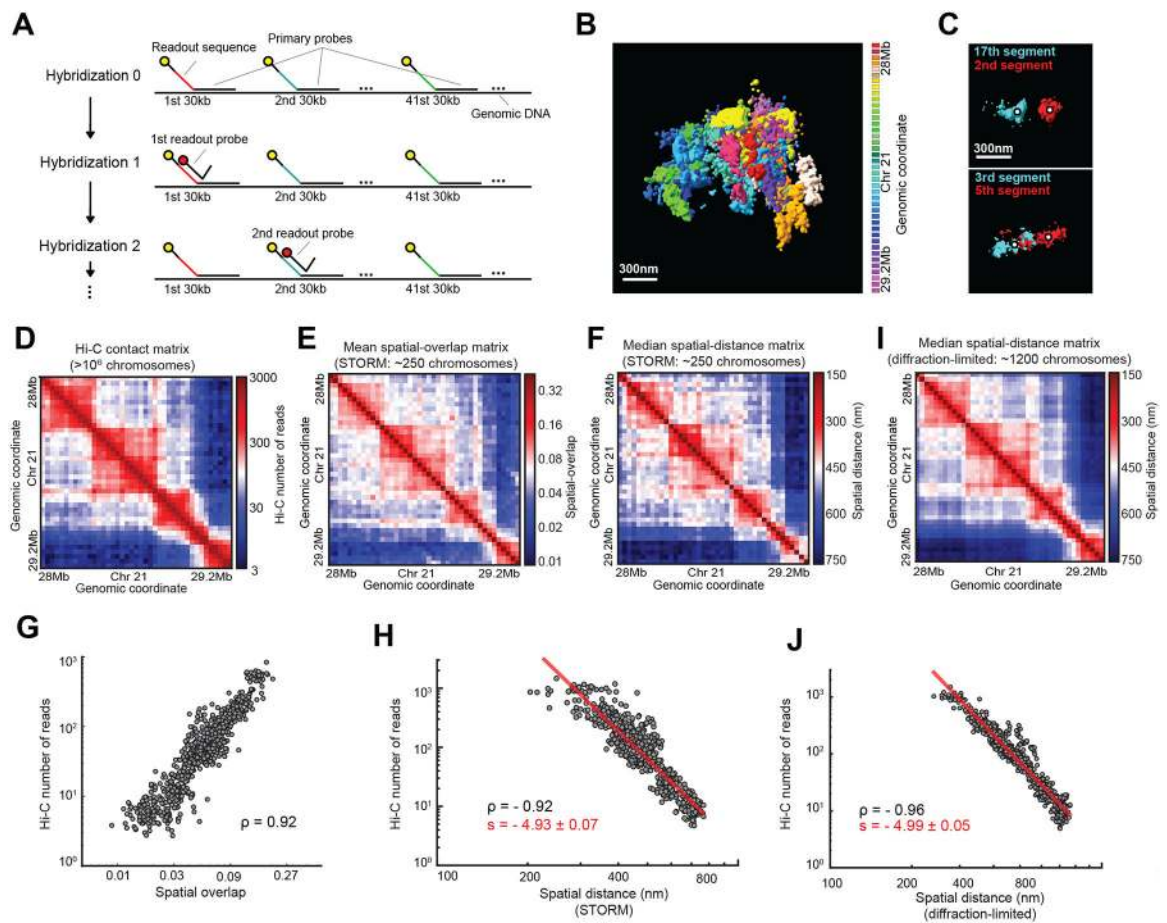 A
Readout sequence
Primary probes
Hybridization 0
1st 30kb
2nd 30kb
...
41st 30kb
...
Genomic DNA
1st readout probe
Hybridization 1
1st 30kb
2nd 30kb
...
41st 30kb
...
2nd readout probe
Hybridization 2
1st 30kb
2nd 30kb
...
41st 30kb
...
B
300nm
28Mb
Chr 21
29.2Mb
Genomic coordinate
C
17th segment
2nd segment
300nm
3rd segment
5th segment
D
Hi-C contact matrix
(>10⁶ chromosomes)
28Mb
Chr 21
29.2Mb
Genomic coordinate
28Mb
Chr 21
29.2Mb
Genomic coordinate
3000
300
30
3
Hi-C number of reads
E
Mean spatial-overlap matrix
(STORM: ~250 chromosomes)
28Mb
Chr 21
29.2Mb
Genomic coordinate
28Mb
Chr 21
29.2Mb
Genomic coordinate
0.32
0.16
0.08
0.04
0.02
0.01
Spatial-overlap
F
Median spatial-distance matrix
(STORM: ~250 chromosomes)
28Mb
Chr 21
29.2Mb
Genomic coordinate
28Mb
Chr 21
29.2Mb
Genomic coordinate
150
300
450
600
750
Spatial distance (nm)
I
Median spatial-distance matrix
(diffraction-limited: ~1200 chromosomes)
28Mb
Chr 21
29.2Mb
Genomic coordinate
28Mb
Chr 21
29.2Mb
Genomic coordinate
150
300
450
600
750
Spatial distance (nm)
G
Hi-C number of reads
10³
10²
10¹
10⁰
ρ = 0.92
0.01
0.03
0.09
0.27
Spatial overlap
H
Hi-C number of reads
10³
10²
10¹
10⁰
ρ = - 0.92
s = - 4.93 ± 0.07
100
200
400
800
Spatial distance (nm)
(STORM)
J
Hi-C number of reads
10³
10²
10¹
10⁰
ρ = - 0.96
s = - 4.99 ± 0.05
100
200
400
800
Spatial distance (nm)
(diffraction-limited)